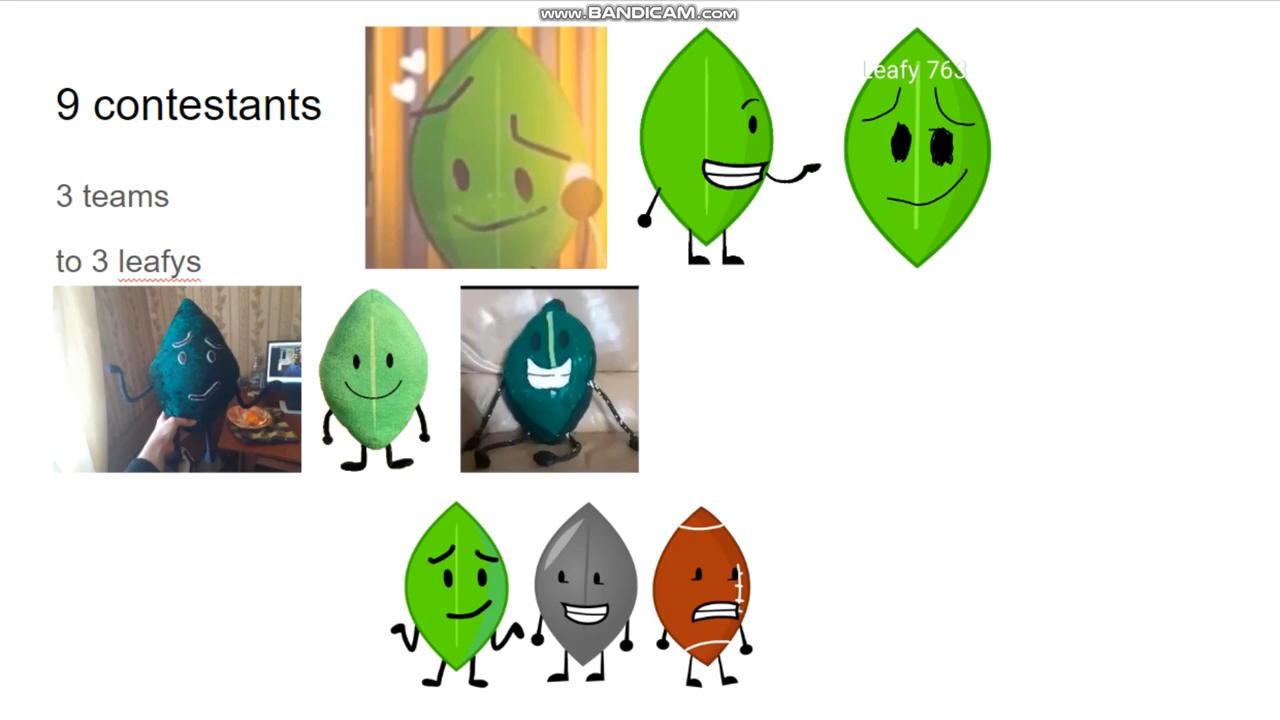 www.BANDICAM.com
9 contestants
Leafy 763
3 teams
to 3 leafys